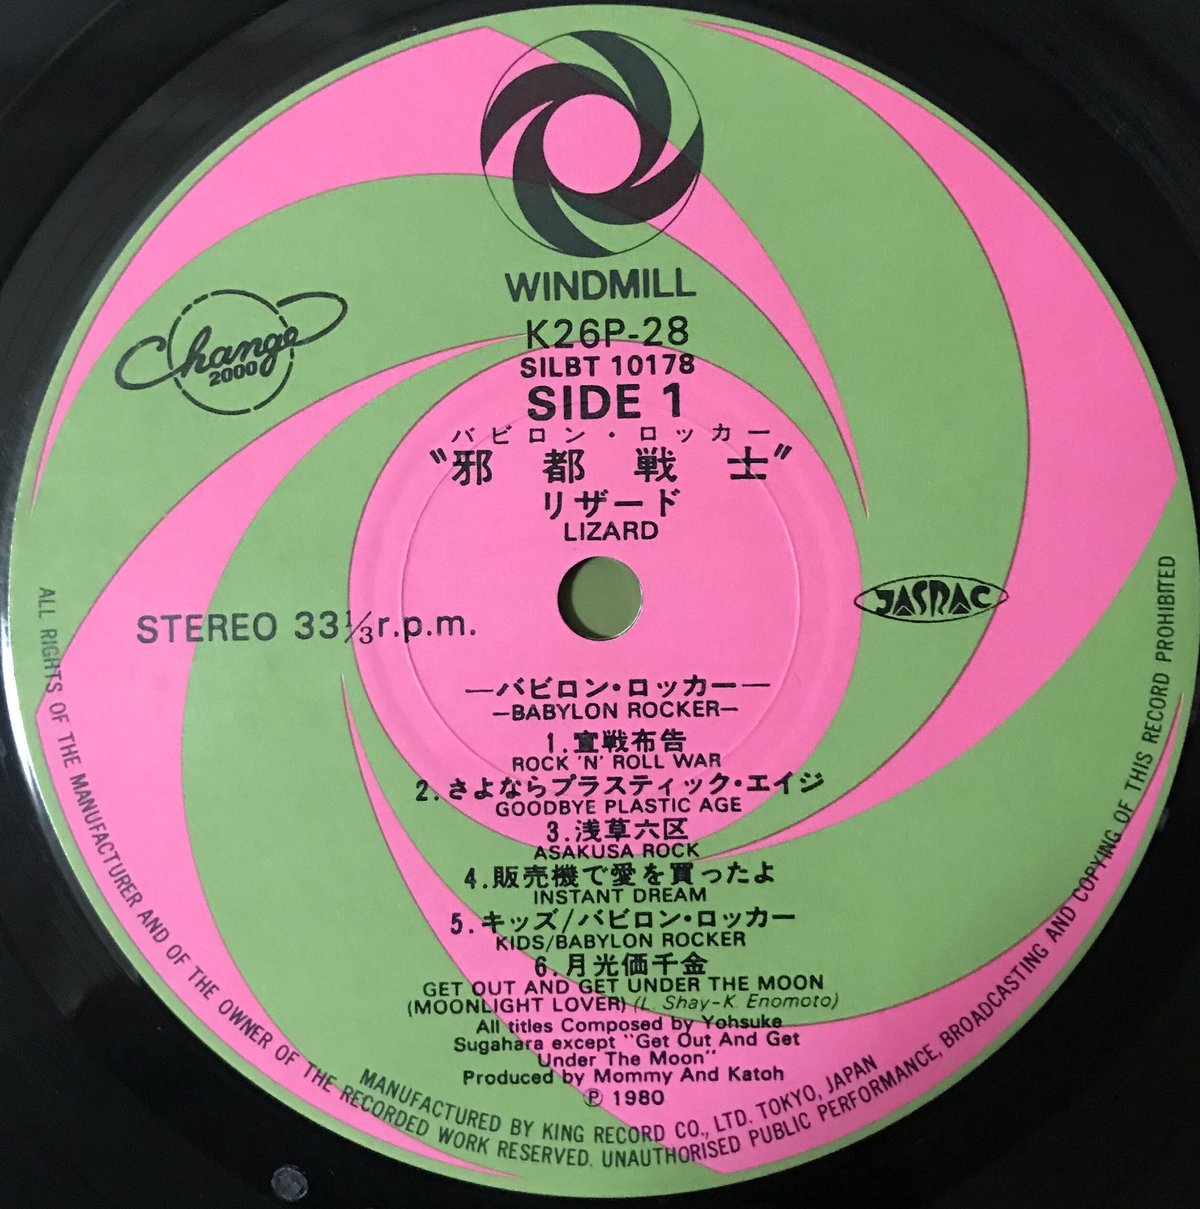 WINDMILL
Change
2000
K26P-28
SILBT 10178
SIDE 1
バビロン・ロッカー
"邪都戦士"
リザード
LIZARD
STEREO 33⅓r.p.m.
JASRAC
—バビロン・ロッカー—
—BABYLON ROCKER—
1.宣戦布告
ROCK 'N' ROLL WAR
2.さよならプラスティック・エイジ
GOODBYE PLASTIC AGE
3.浅草六区
ASAKUSA ROCK
4.販売機で愛を買ったよ
INSTANT DREAM
5.キッズ/バビロン・ロッカー
KIDS/BABYLON ROCKER
6.月光価千金
GET OUT AND GET UNDER THE MOON
(MOONLIGHT LOVER) (L. Shay-K. Enomoto)
All titles Composed by Yohsuke
Sugahara except "Get Out And Get
Under The Moon"
Produced by Mommy And Katoh
Ⓟ 1980
MANUFACTURED BY KING RECORD CO., LTD. TOKYO, JAPAN
ALL RIGHTS OF THE MANUFACTURER AND OF THE OWNER OF THE RECORDED WORK RESERVED. UNAUTHORISED PUBLIC PERFORMANCE, BROADCASTING AND COPYING OF THIS RECORD PROHIBITED